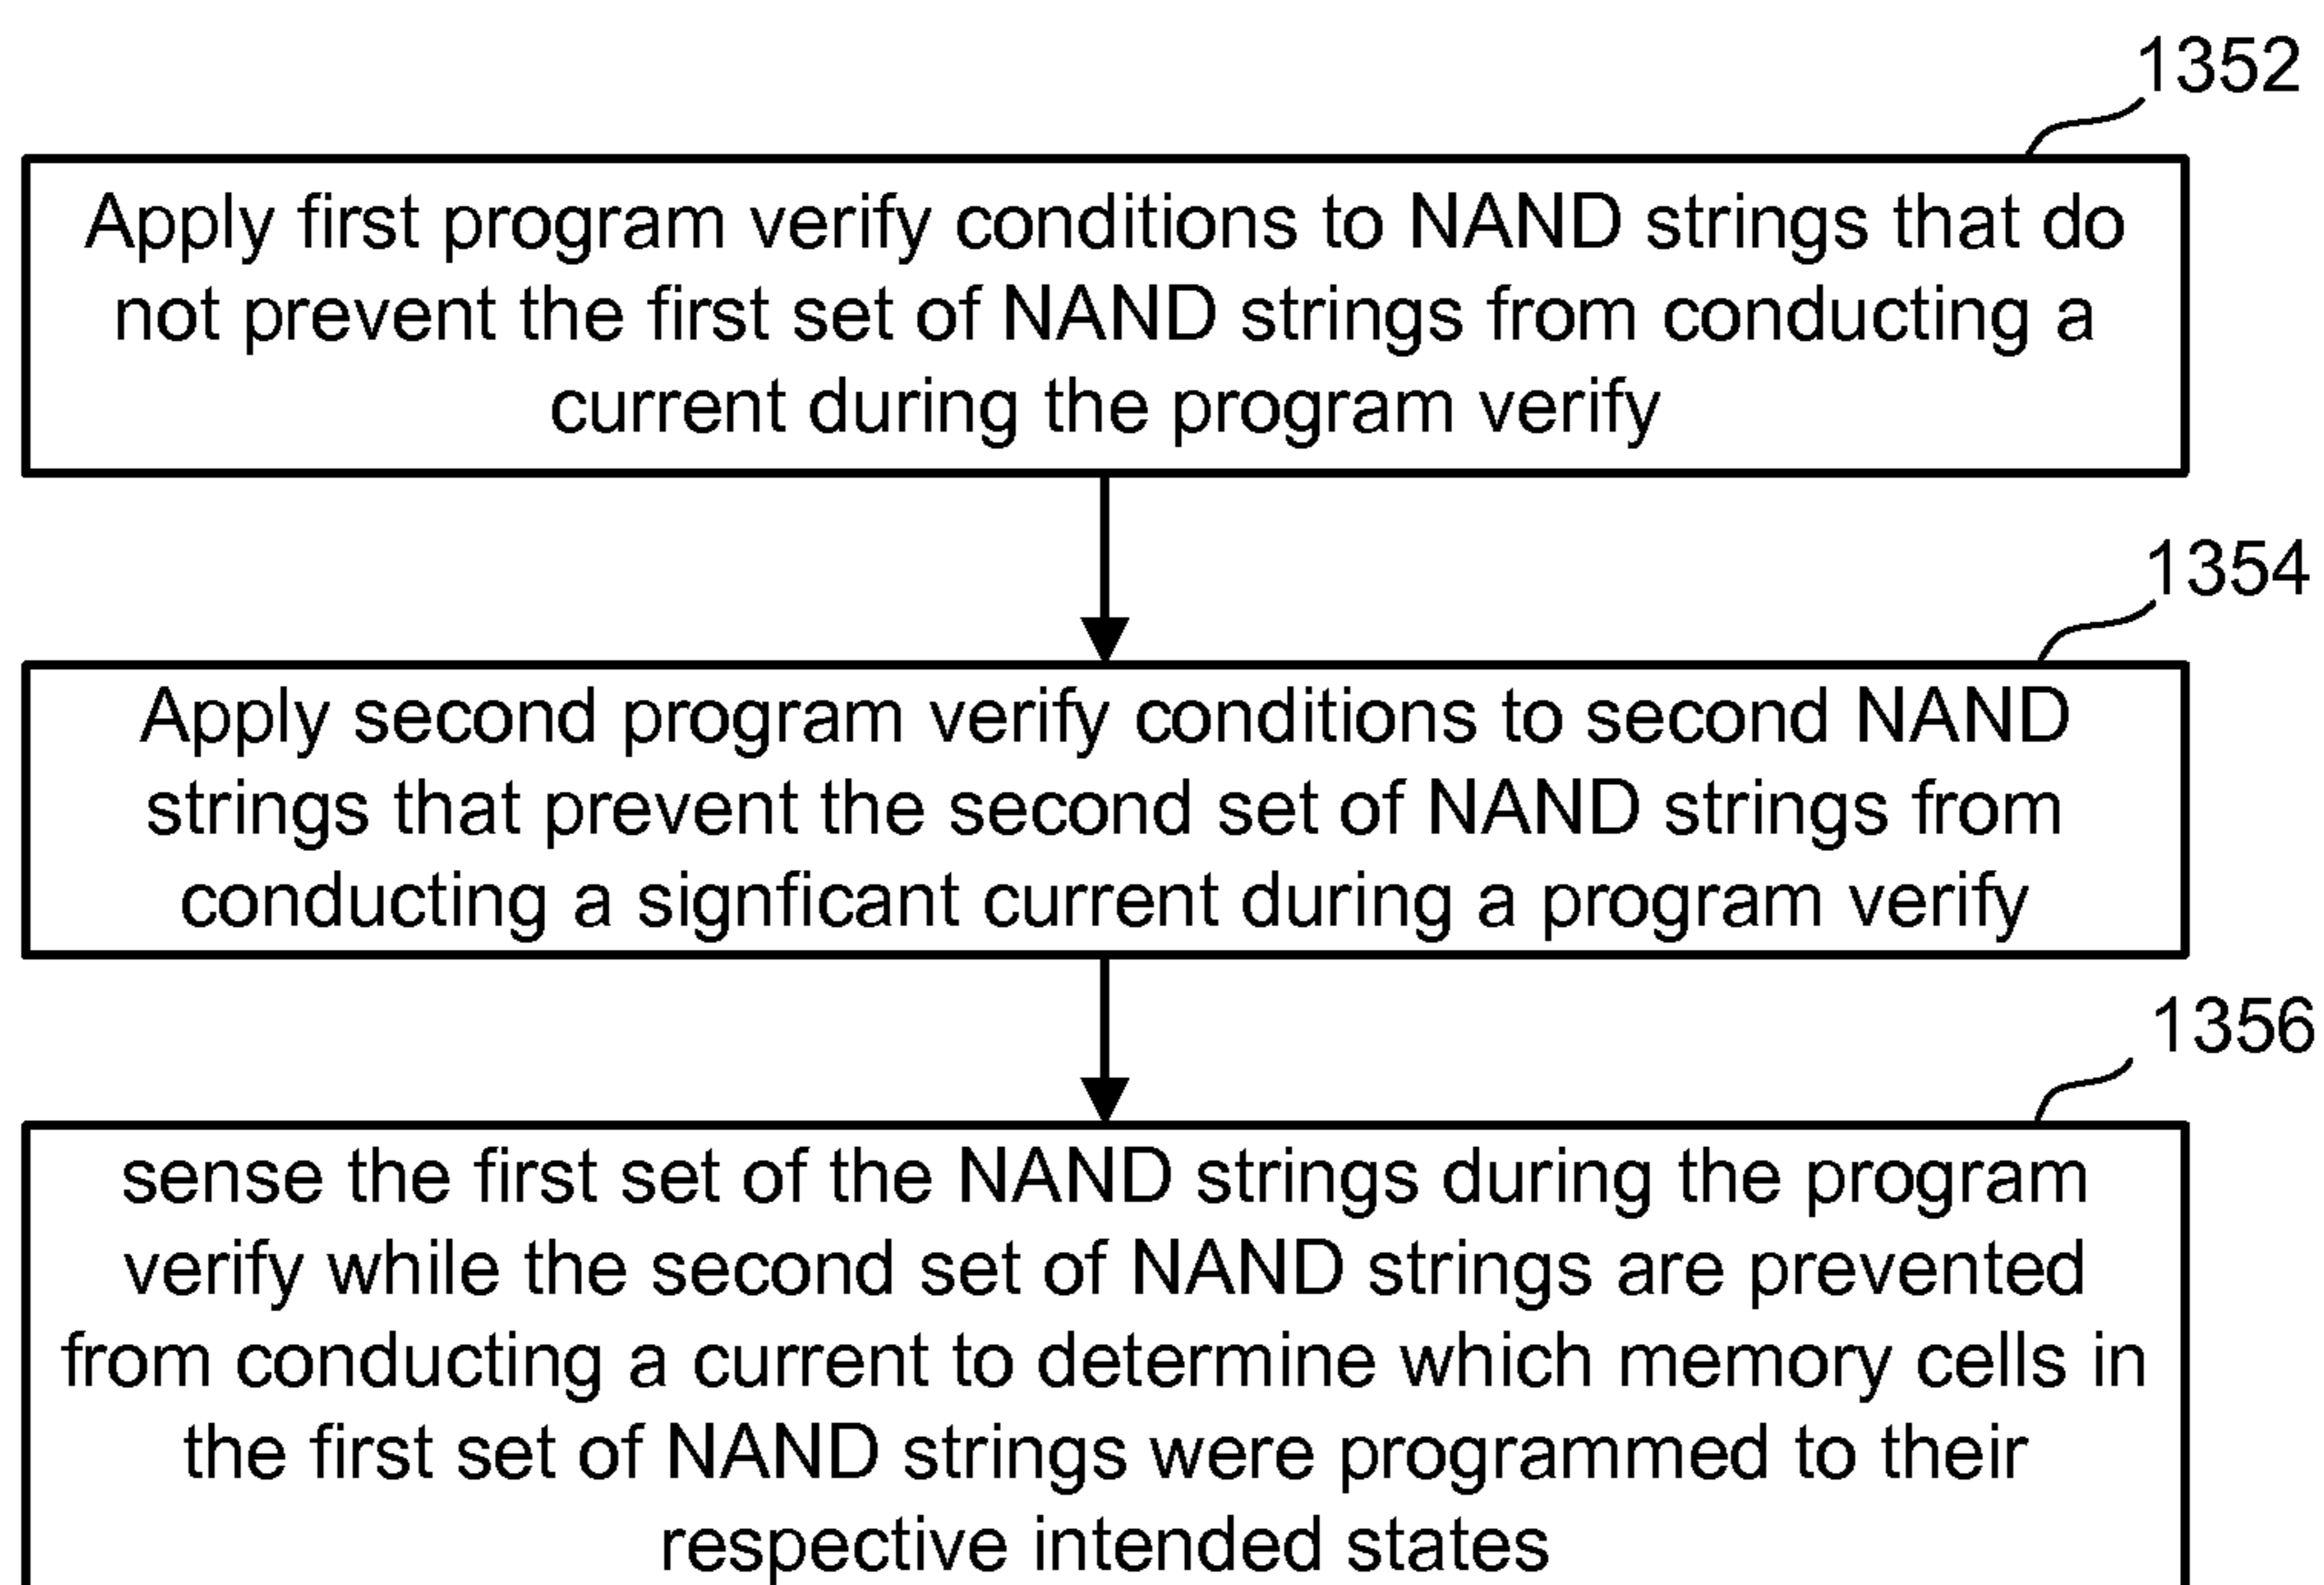 1352
Apply first program verify conditions to NAND strings that do
not prevent the first set of NAND strings from conducting a
current during the program verify
1354
Apply second program verify conditions to second NAND
strings that prevent the second set of NAND strings from
conducting a signficant current during a program verify
1356
sense the first set of the NAND strings during the program
verify while the second set of NAND strings are prevented
from conducting a current to determine which memory cells in
the first set of NAND strings were programmed to their
respective intended states